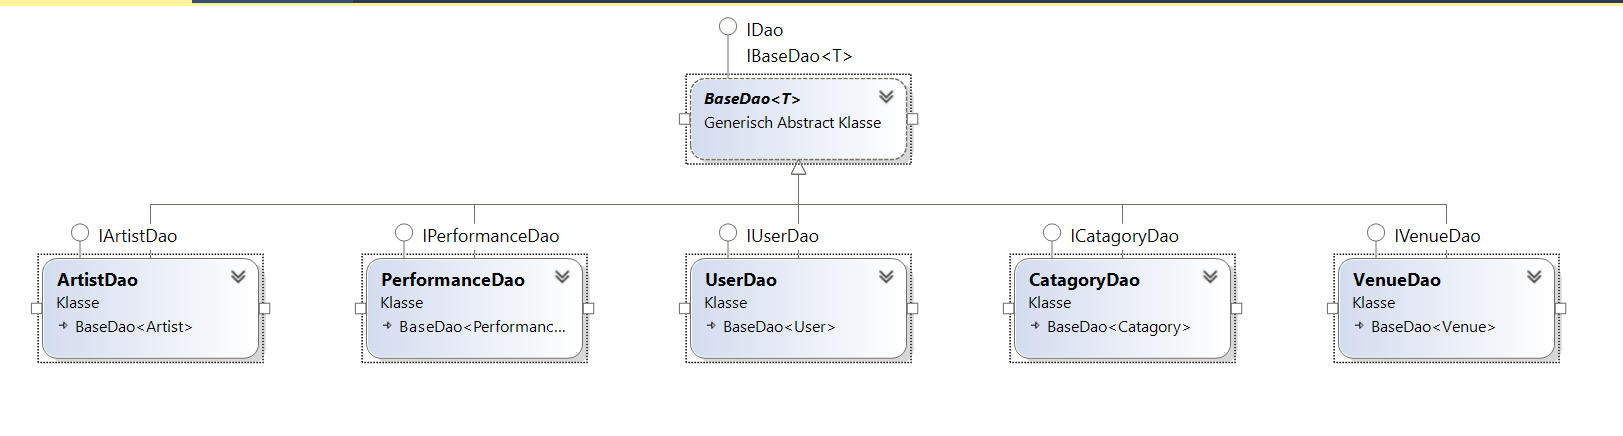 IDao
IBaseDao<T>
BaseDao<T>
Generisch Abstract Klasse
IArtistDao
IPerformanceDao
IUserDao
ICatagoryDao
IVenueDao
ArtistDao
Klasse
BaseDao<Artist>
PerformanceDao
Klasse
BaseDao<Performanc...
UserDao
Klasse
BaseDao<User>
CatagoryDao
Klasse
BaseDao<Catagory>
VenueDao
Klasse
BaseDao<Venue>